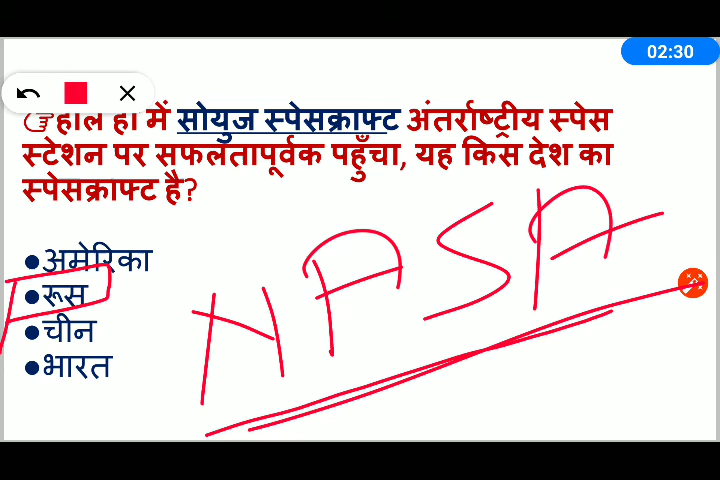 02:30
हाल ही में सोयुज स्पेसक्राफ्ट अंतर्राष्ट्रीय स्पेस
स्टेशन पर सफलतापूर्वक पहुँचा, यह किस देश का
स्पेसक्राफ्ट है?
●अमेरिका
●रूस
●चीन
●भारत
NASA